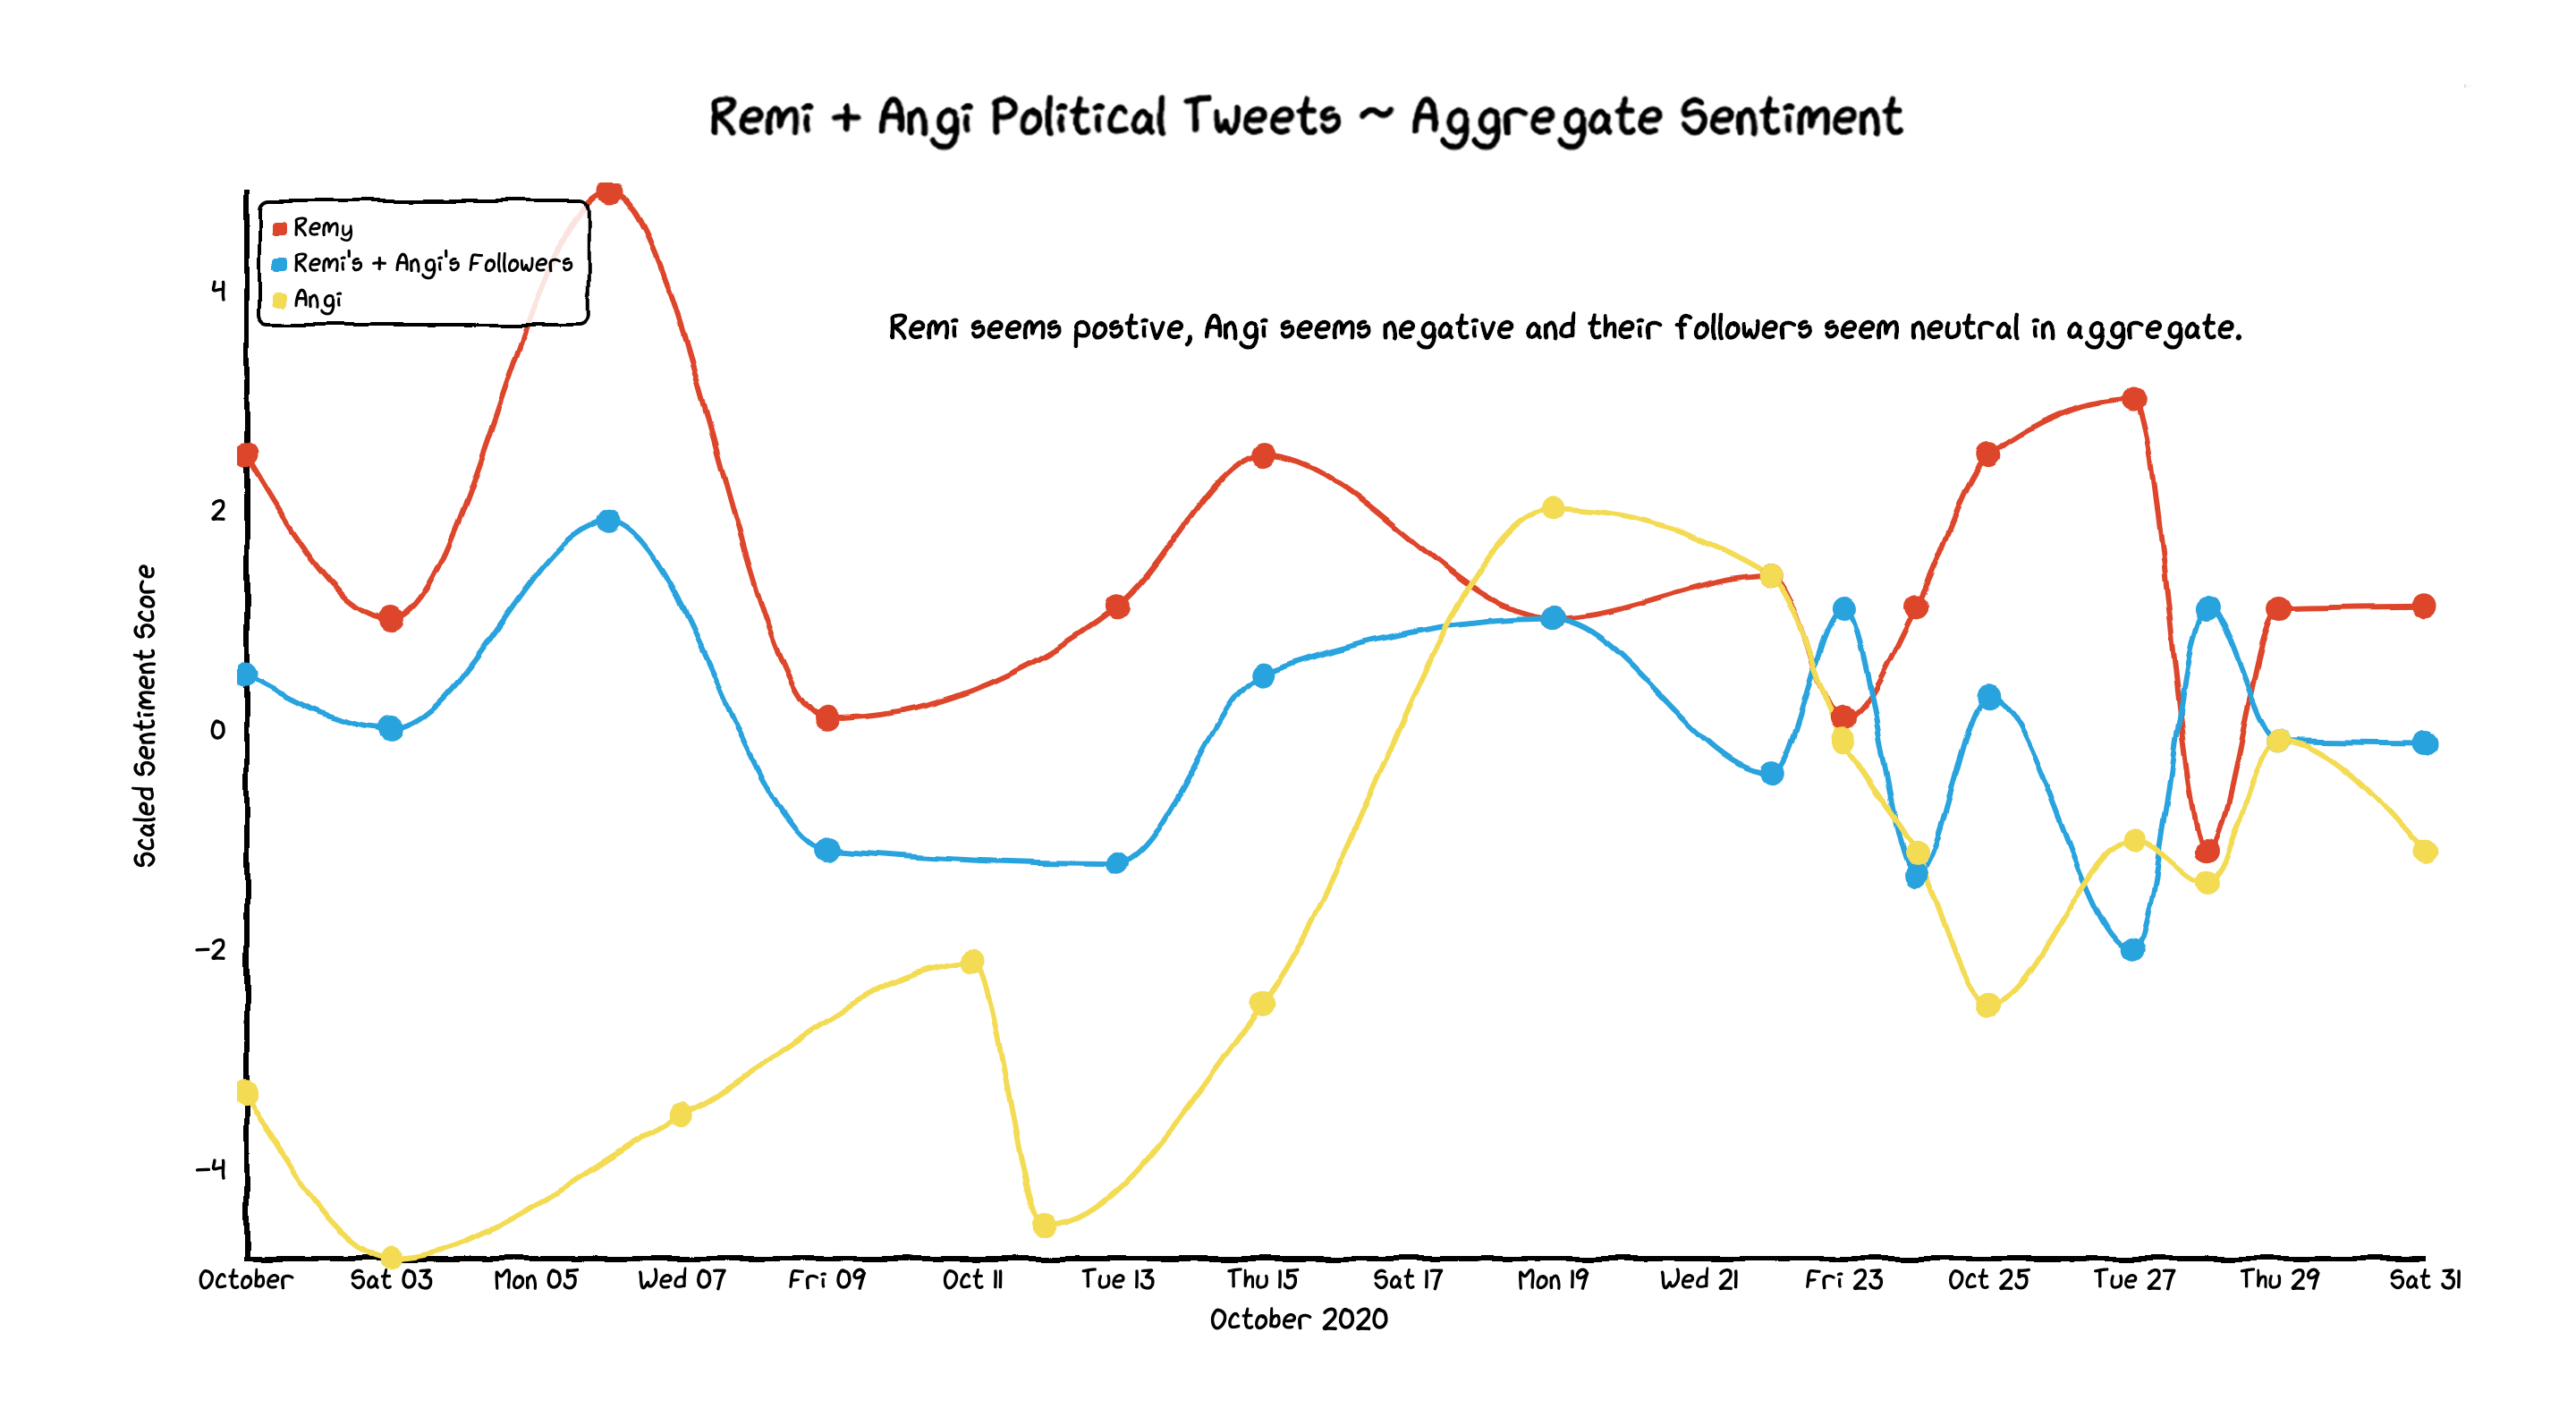 Remi + Angi Political Tweets ~ Aggregate Sentiment
Remy
Remi's + Angi's Followers
Angi
Remi seems postive, Angi seems negative and their followers seem neutral in aggregate.
Scaled Sentiment Score
4
2
0
-2
-4
October Sat 03 Mon 05 Wed 07 Fri 09 Oct 11 Tue 13 Thu 15 Sat 17 Mon 19 Wed 21 Fri 23 Oct 25 Tue 27 Thu 29 Sat 31
October 2020